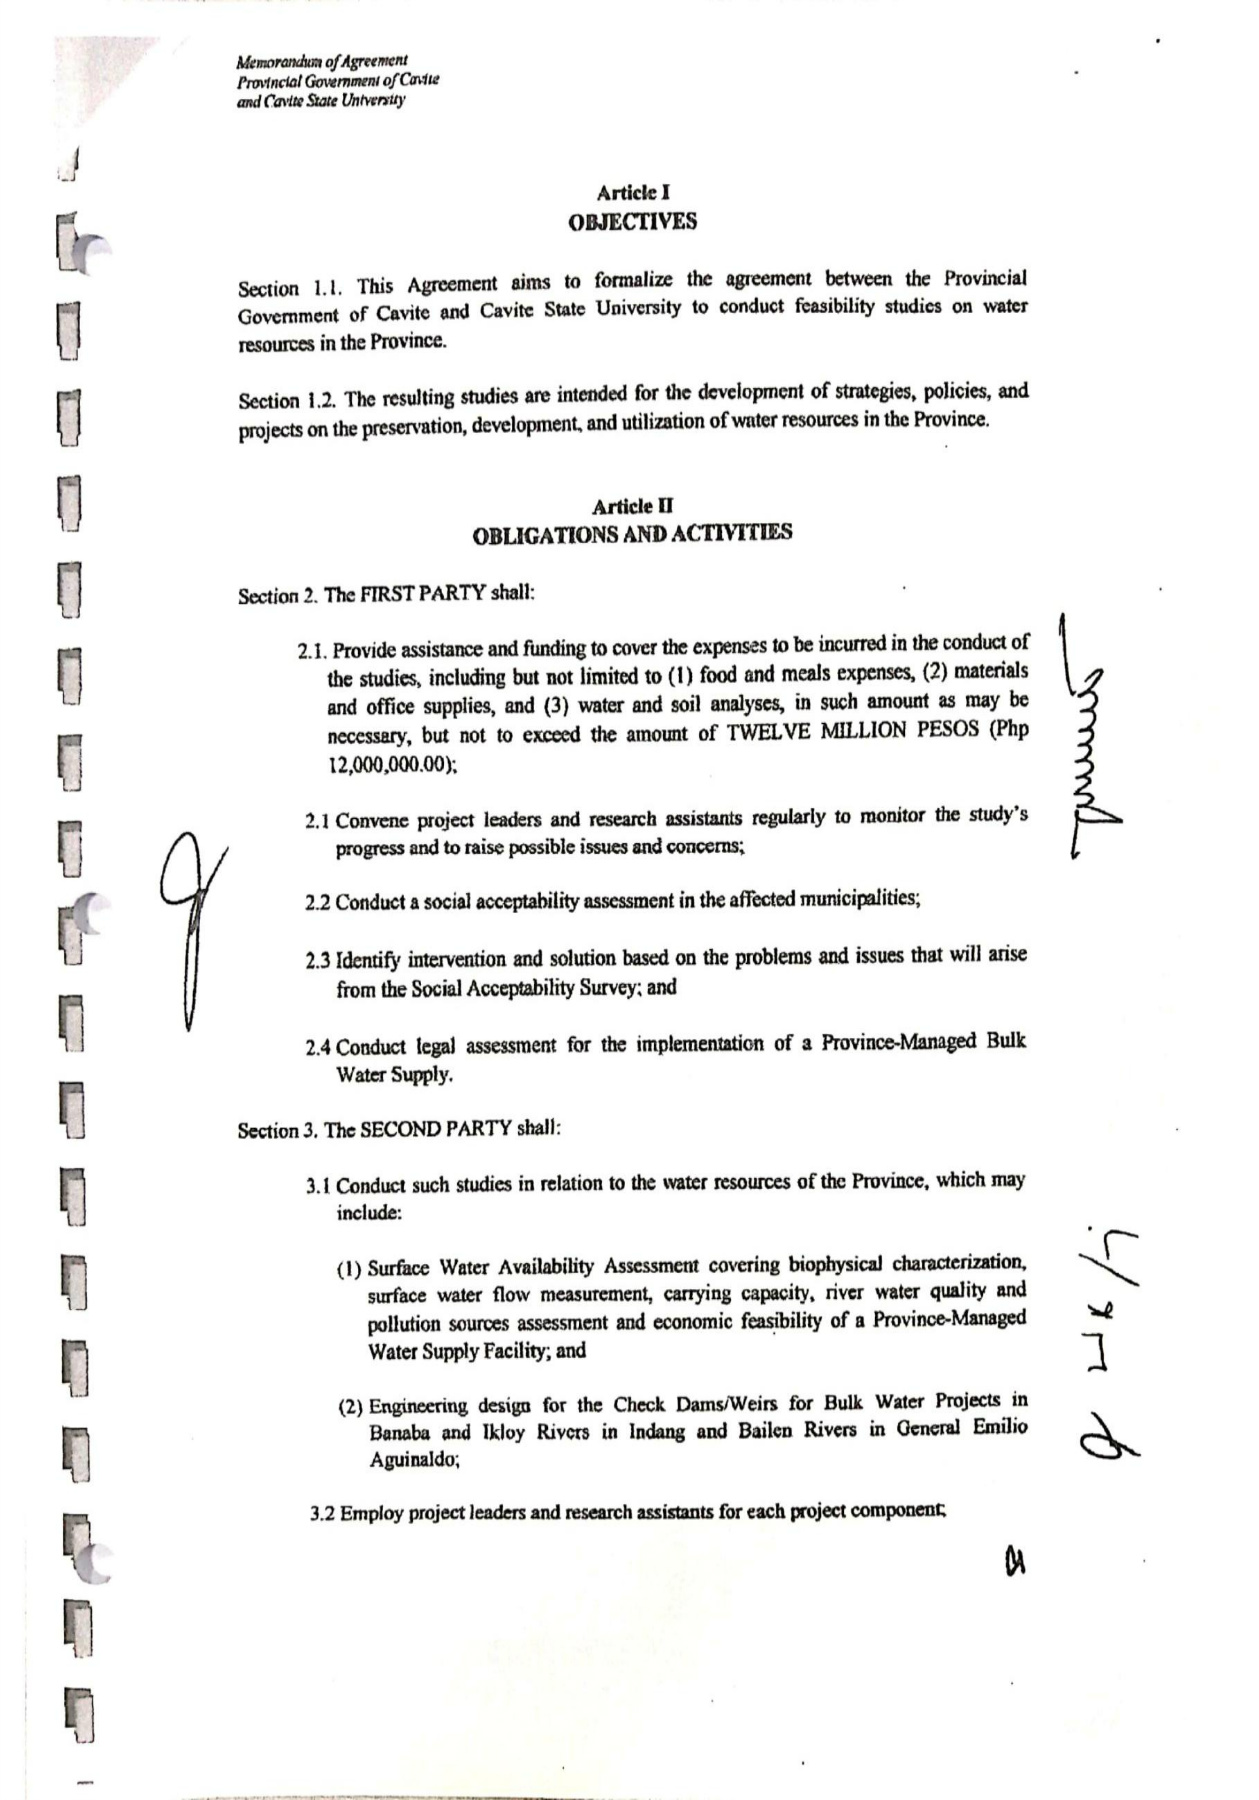 Memorandum of Agreement
Provincial Government of Cavite
and Cavite State University
Article I
OBJECTIVES
Section 1.1. This Agreement aims to formalize the agreement between the Provincial
Government of Cavite and Cavite State University to conduct feasibility studies on water
resources in the Province.
Section 1.2. The resulting studies are intended for the development of strategies, policies, and
projects on the preservation, development, and utilization of water resources in the Province.
Article II
OBLIGATIONS AND ACTIVITIES
Section 2. The FIRST PARTY shall:
2.1. Provide assistance and funding to cover the expenses to be incurred in the conduct of
the studies, including but not limited to (1) food and meals expenses, (2) materials
and office supplies, and (3) water and soil analyses, in such amount as may be
necessary, but not to exceed the amount of TWELVE MILLION PESOS (Php
12,000,000.00);
2.1 Convene project leaders and research assistants regularly to monitor the study's
progress and to raise possible issues and concerns;
2.2 Conduct a social acceptability assessment in the affected municipalities;
2.3 Identify intervention and solution based on the problems and issues that will arise
from the Social Acceptability Survey; and
2.4 Conduct legal assessment for the implementation of a Province-Managed Bulk
Water Supply.
Section 3. The SECOND PARTY shall:
3.1 Conduct such studies in relation to the water resources of the Province, which may
include:
(1) Surface Water Availability Assessment covering biophysical characterization,
surface water flow measurement, carrying capacity, river water quality and
pollution sources assessment and economic feasibility of a Province-Managed
Water Supply Facility; and
(2) Engineering design for the Check Dams/Weirs for Bulk Water Projects in
Banaba and Ikloy Rivers in Indang and Bailen Rivers in General Emilio
Aguinaldo;
3.2 Employ project leaders and research assistants for each project component;